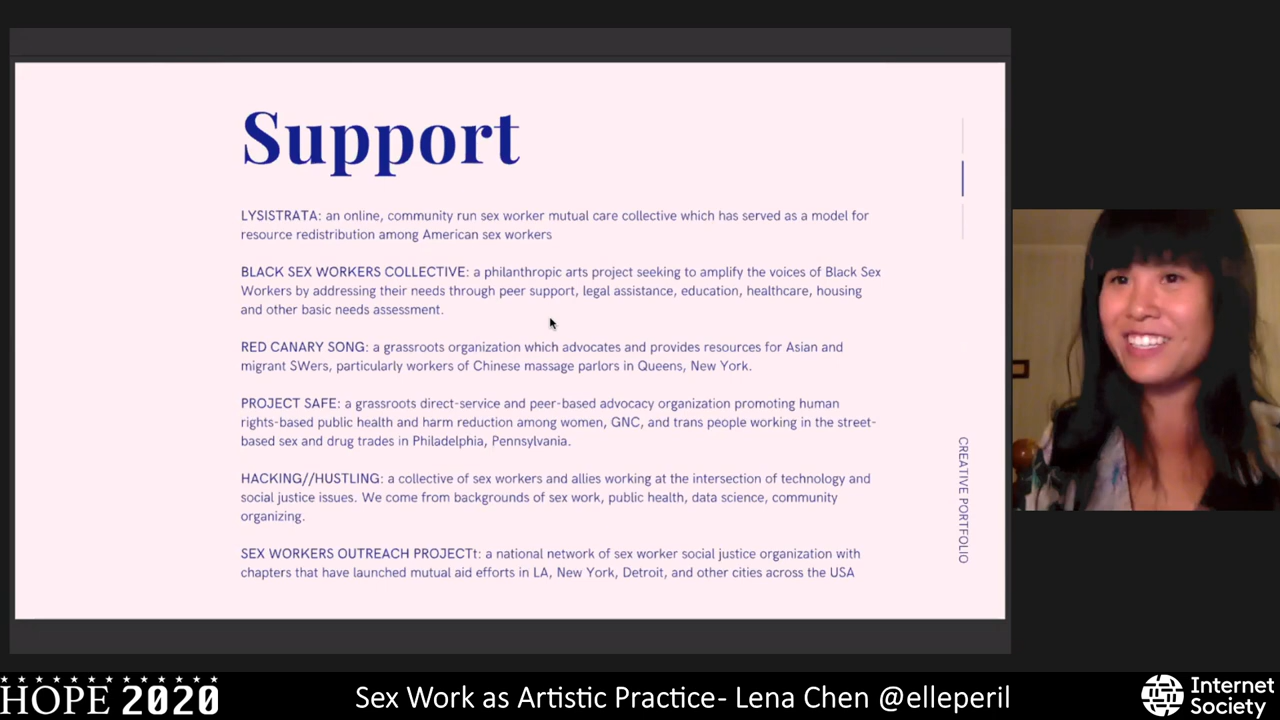 Support
LYSISTRATA: an online, community run sex worker mutual care collective which has served as a model for
resource redistribution among American sex workers
BLACK SEX WORKERS COLLECTIVE: a philanthropic arts project seeking to amplify the voices of Black Sex
Workers by addressing their needs through peer support, legal assistance, education, healthcare, housing
and other basic needs assessment.
RED CANARY SONG: a grassroots organization which advocates and provides resources for Asian and
migrant SWers, particularly workers of Chinese massage parlors in Queens, New York.
PROJECT SAFE: a grassroots direct-service and peer-based advocacy organization promoting human
rights-based public health and harm reduction among women, GNC, and trans people working in the street-
based sex and drug trades in Philadelphia, Pennsylvania.
HACKING//HUSTLING: a collective of sex workers and allies working at the intersection of technology and
social justice issues. We come from backgrounds of sex work, public health, data science, community
organizing.
SEX WORKERS OUTREACH PROJECTt: a national network of sex worker social justice organization with
chapters that have launched mutual aid efforts in LA, New York, Detroit, and other cities across the USA
CREATIVE PORTFOLIO
HOPE 2020
Sex Work as Artistic Practice- Lena Chen @elleperil
Internet
Society